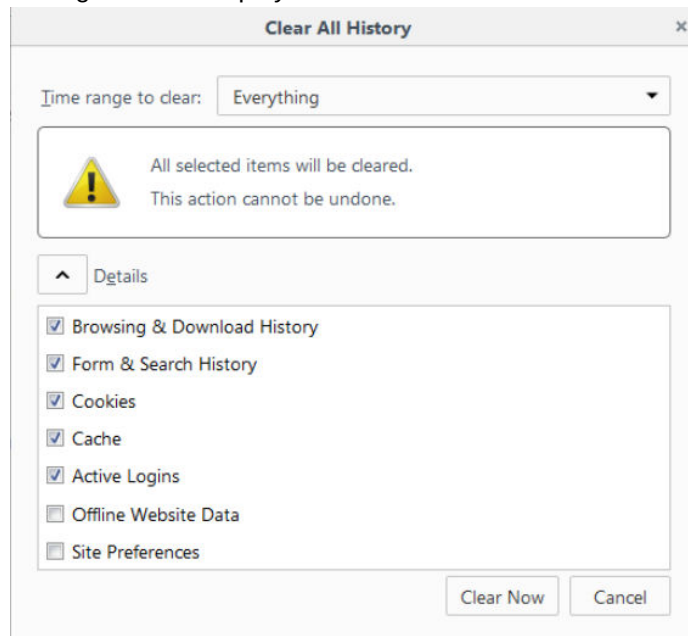 Clear All History
×
Time range to clear: Everything
All selected items will be cleared.
This action cannot be undone.
Details
Browsing & Download History
Form & Search History
Cookies
Cache
Active Logins
Offline Website Data
Site Preferences
Clear Now Cancel